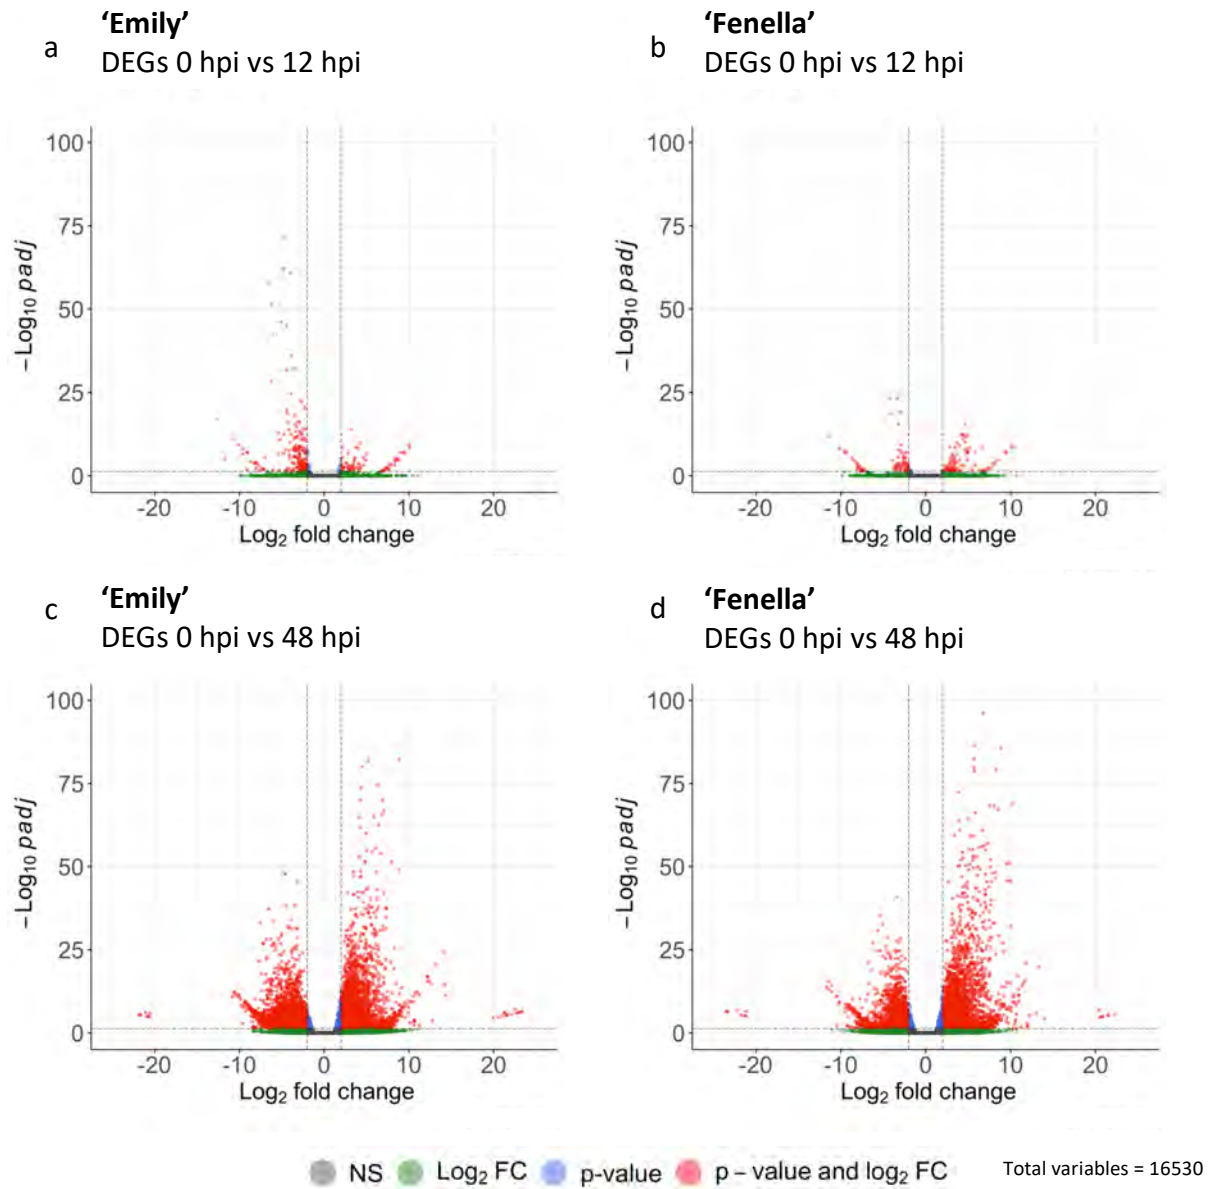 a
‘Emily’
DEGs 0 hpi vs 12 hpi
100
75
50
25
0
-20
-10
0
10
20
−Log10 padj
Log2 fold change
b
‘Fenella’
DEGs 0 hpi vs 12 hpi
100
75
50
25
0
-20
-10
0
10
20
−Log10 padj
Log2 fold change
c
‘Emily’
DEGs 0 hpi vs 48 hpi
100
75
50
25
0
-20
-10
0
10
20
−Log10 padj
Log2 fold change
d
‘Fenella’
DEGs 0 hpi vs 48 hpi
100
75
50
25
0
-20
-10
0
10
20
−Log10 padj
Log2 fold change
NS Log2 FC p-value p – value and log2 FC
Total variables = 16530